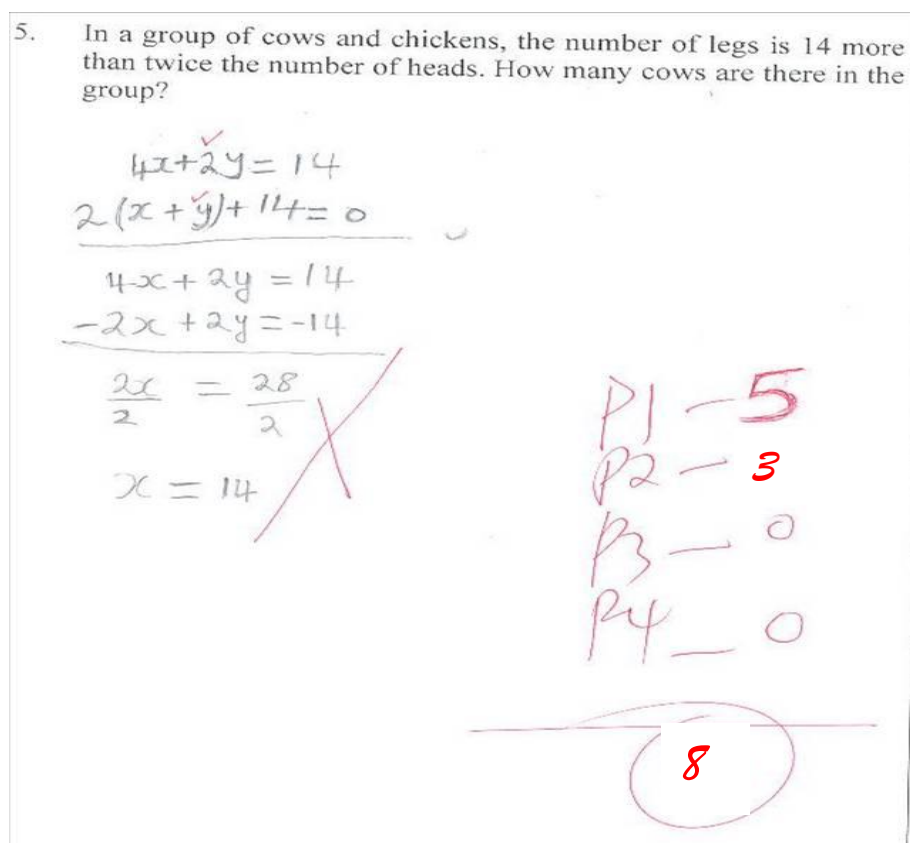 5. In a group of cows and chickens, the number of legs is 14 more
than twice the number of heads. How many cows are there in the
group?
4x+2y=14
2(x+y)+14=0
4x+2y=14
-2x+2y=-14
2x/2 = 28/2
x=14
P1-5
P2-3
P3-0
P4-0
8